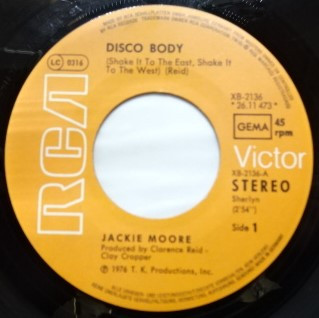 DISCO BODY
(Shake It To The East, Shake It
To The West) (Reid)
LC 0316
XB-2136
* 26.11 473 *
GEMA
45
rpm
RCA
Victor
XB-2136-A
STEREO
Sherlyn
(2'54")
Side 1
JACKIE MOORE
Produced by Clarence Reid -
Clay Cropper
Ⓟ 1976 T. K. Productions, Inc.